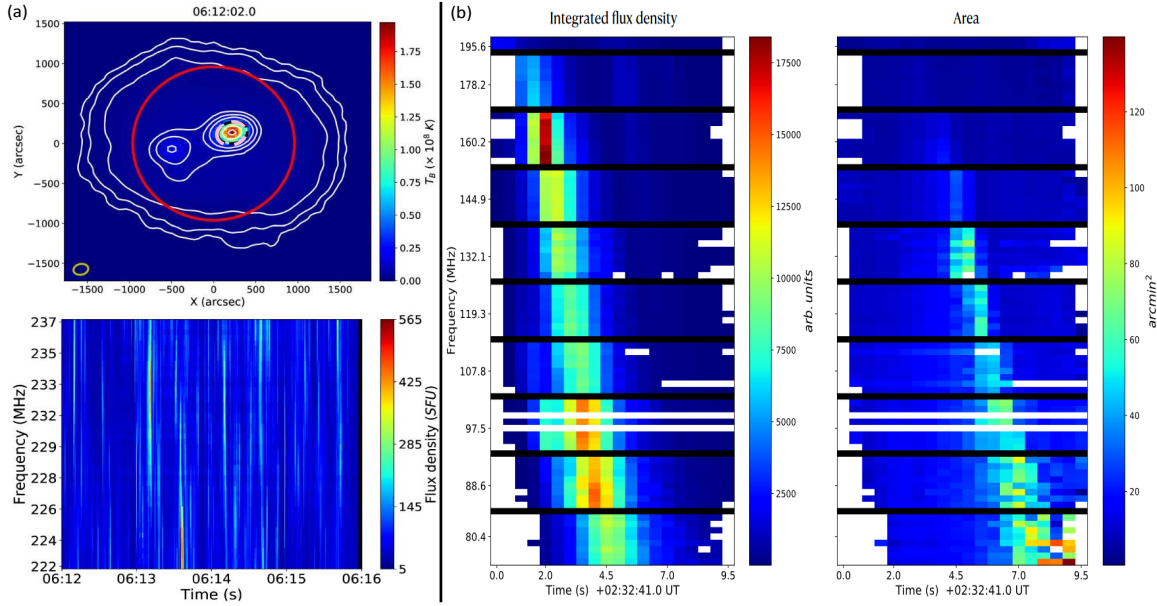 (a)
06:12:02.0
1500
1000
500
0
−500
−1000
−1500
Y (arcsec)
−1500 −1000 −500 0 500 1000 1500
X (arcsec)
1.75
1.50
1.25
1.00
0.75
0.50
0.25
0.00
T_B (× 10⁸ K)
237
235
233
232
229
228
226
224
222
Frequency (MHz)
06:12 06:13 06:14 06:15 06:16
Time (s)
565
425
285
145
5
Flux density (SFU)
(b)
Integrated flux density
195.6
178.2
160.2
144.9
132.1
119.3
107.8
97.5
88.6
80.4
Frequency (MHz)
0.0 2.0 4.5 7.0 9.5
Time (s) +02:32:41.0 UT
17500
15000
12500
10000
7500
5000
2500
arb.units
Area
Frequency (MHz)
0.0 2.0 4.5 7.0 9.5
Time (s) +02:32:41.0 UT
120
100
80
60
40
20
arcmin²